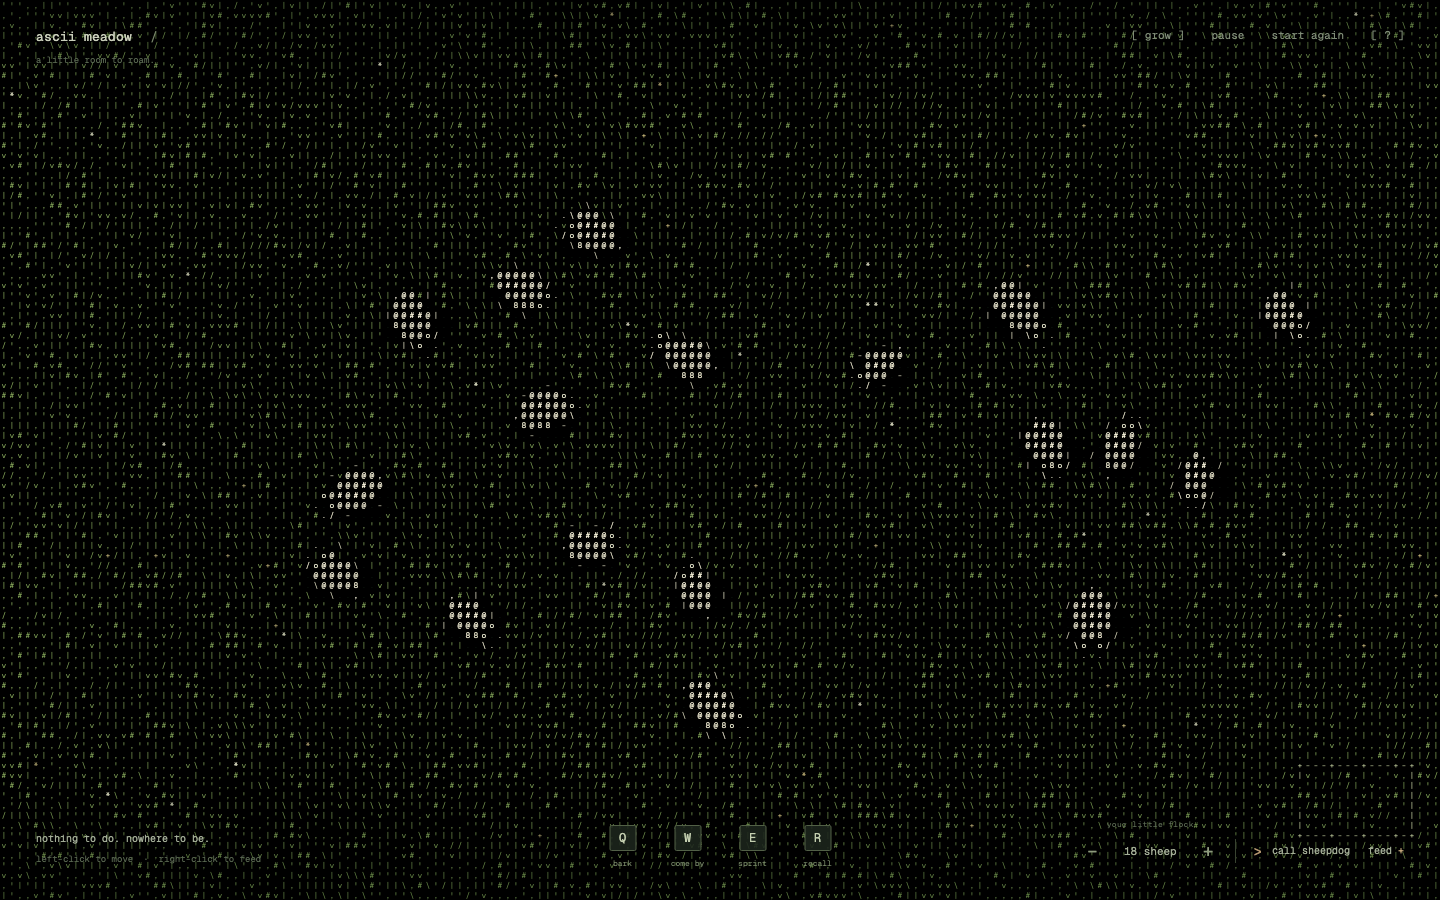 ascii meadow /
[ grow ] pause start again [ ? ]
a little room to roam.
your little flock
nothing to do. nowhere to be.
Q W E R
- 18 sheep + > call sheepdog feed +
left-click to move right-click to feed
bark come by sprint recall